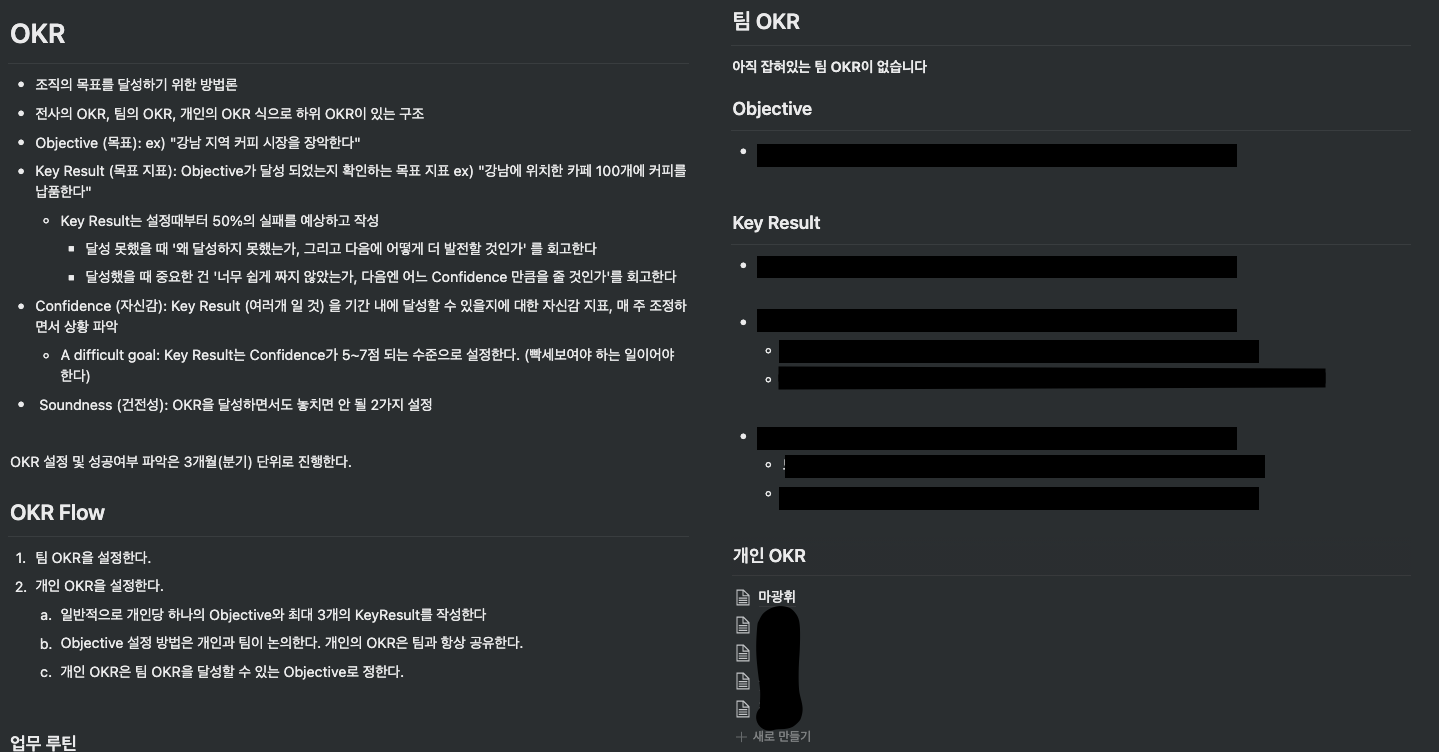 OKR
조직의 목표를 달성하기 위한 방법론
전사의 OKR, 팀의 OKR, 개인의 OKR 식으로 하위 OKR이 있는 구조
Objective (목표): ex) "강남 지역 커피 시장을 장악한다"
Key Result (목표 지표): Objective가 달성 되었는지 확인하는 목표 지표 ex) "강남에 위치한 카페 100개에 커피를
납품한다"
Key Result는 설정때부터 50%의 실패를 예상하고 작성
달성 못했을 때 '왜 달성하지 못했는가, 그리고 다음에 어떻게 더 발전할 것인가' 를 회고한다
달성했을 때 중요한 건 '너무 쉽게 짜지 않았는가, 다음엔 어느 Confidence 만큼을 줄 것인가'를 회고한다
Confidence (자신감): Key Result (여러개 일 것) 을 기간 내에 달성할 수 있을지에 대한 자신감 지표, 매 주 조정하
면서 상황 파악
A difficult goal: Key Result는 Confidence가 5~7점 되는 수준으로 설정한다. (빡세보여야 하는 일이어야
한다)
Soundness (건전성): OKR을 달성하면서도 놓치면 안 될 2가지 설정
OKR 설정 및 성공여부 파악은 3개월(분기) 단위로 진행한다.
OKR Flow
1. 팀 OKR을 설정한다.
2. 개인 OKR을 설정한다.
a. 일반적으로 개인당 하나의 Objective와 최대 3개의 KeyResult를 작성한다
b. Objective 설정 방법은 개인과 팀이 논의한다. 개인의 OKR은 팀과 항상 공유한다.
c. 개인 OKR은 팀 OKR을 달성할 수 있는 Objective로 정한다.
업무 루틴
팀 OKR
아직 잡혀있는 팀 OKR이 없습니다
Objective
Key Result
개인 OKR
마광휘
+ 새로 만들기